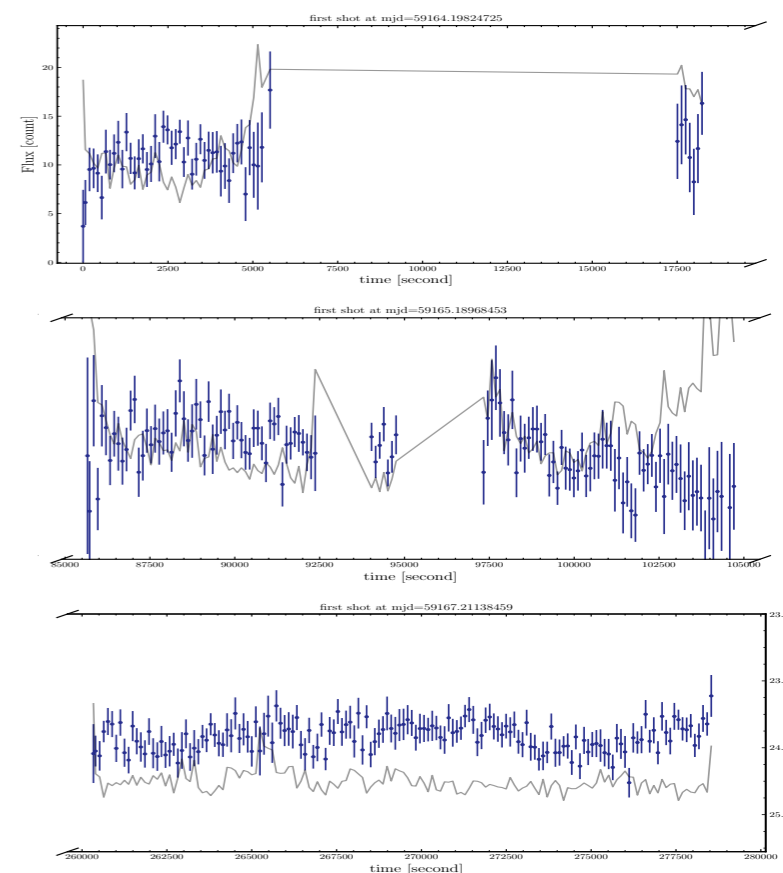 first shot at mjd=59164.19824725
20
15
10
5
0
Flux [count]
0 2500 5000 7500 10000 12500 15000 17500
time [second]
first shot at mjd=59165.18968453
85000 87500 90000 92500 95000 97500 100000 102500 105000
time [second]
first shot at mjd=59167.21138459
23.
23.
24.
25.
260000 262500 265000 267500 270000 272500 275000 277500 280000
time [second]